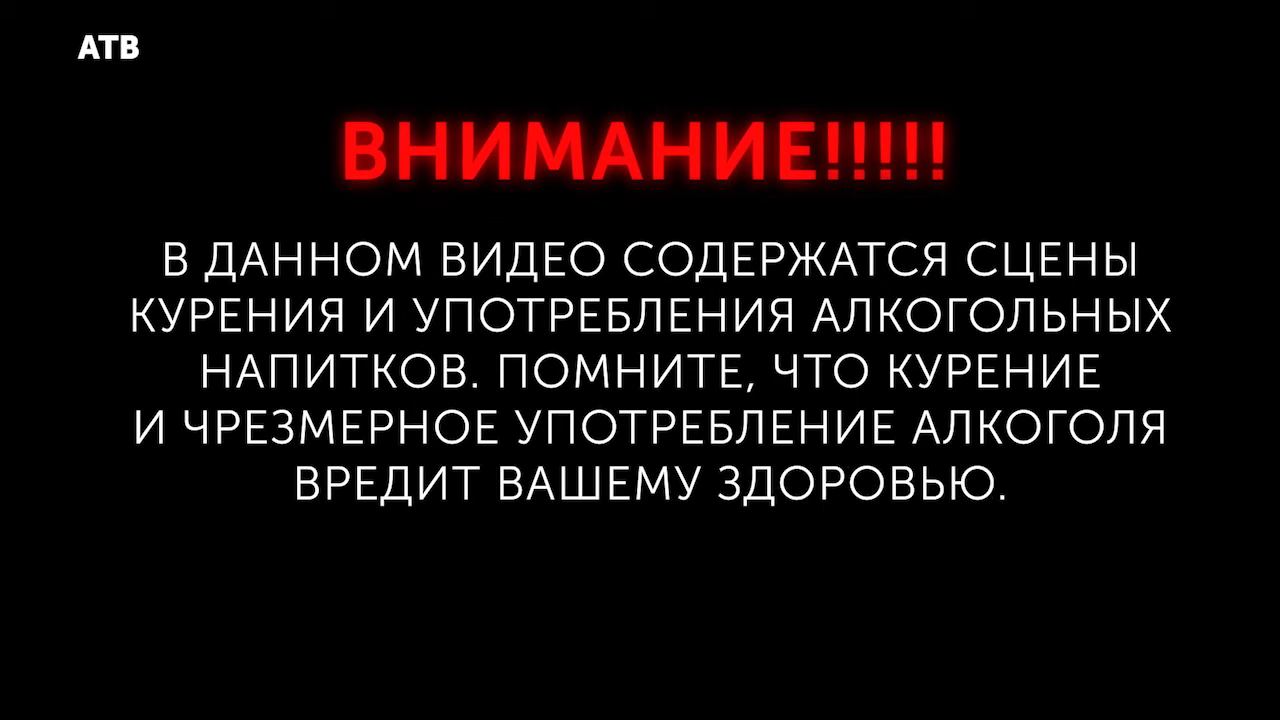 АТВ
ВНИМАНИЕ!!!!!
В ДАННОМ ВИДЕО СОДЕРЖАТСЯ СЦЕНЫ
КУРЕНИЯ И УПОТРЕБЛЕНИЯ АЛКОГОЛЬНЫХ
НАПИТКОВ. ПОМНИТЕ, ЧТО КУРЕНИЕ
И ЧРЕЗМЕРНОЕ УПОТРЕБЛЕНИЕ АЛКОГОЛЯ
ВРЕДИТ ВАШЕМУ ЗДОРОВЬЮ.